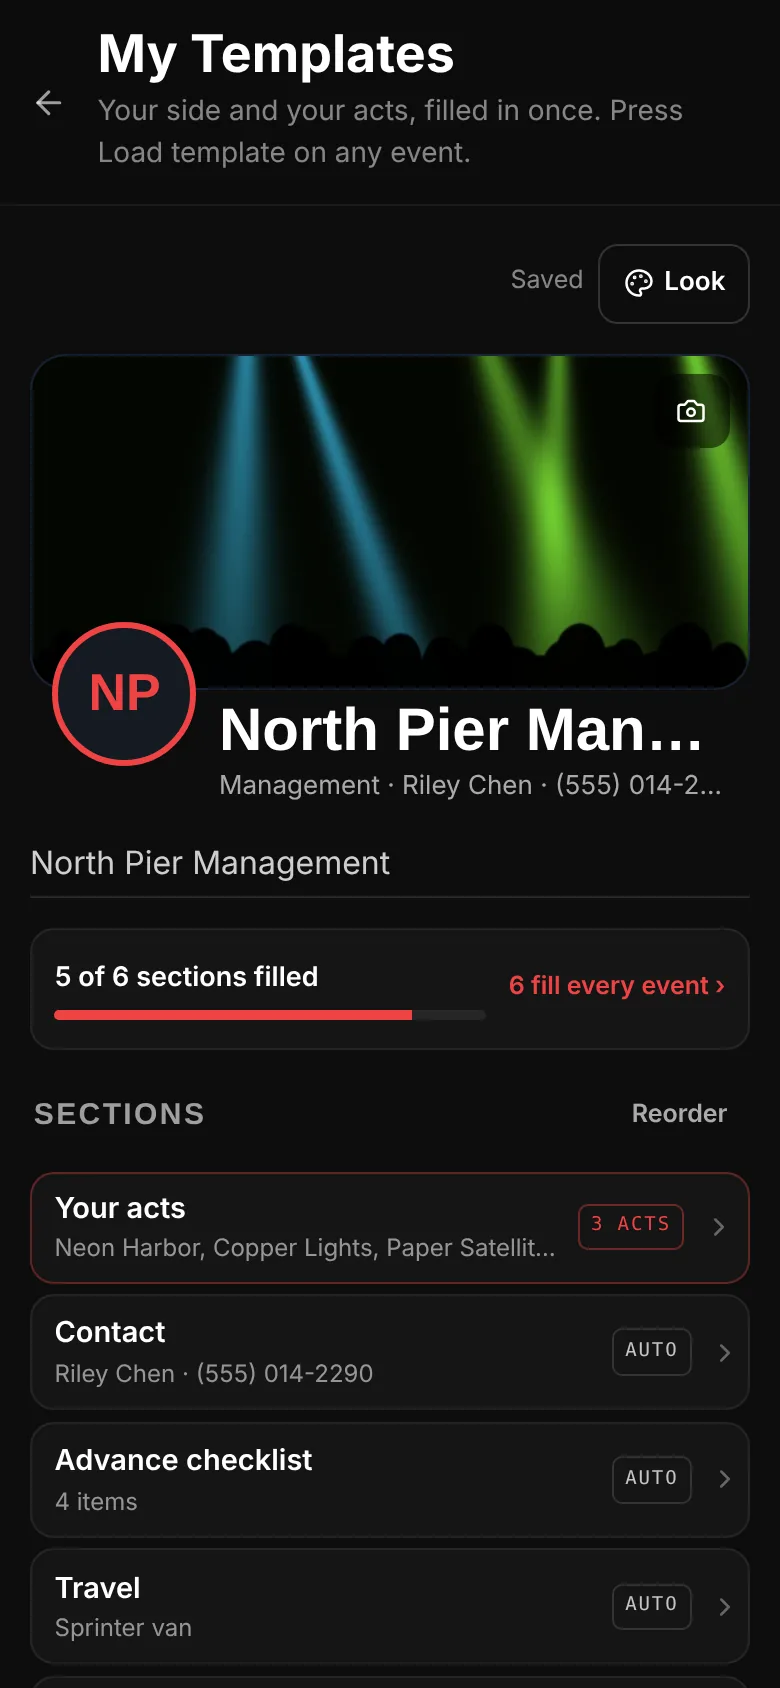 My Templates
Your side and your acts, filled in once. Press
Load template on any event.
Saved
Look
NP
North Pier Man...
Management · Riley Chen · (555) 014-2...
North Pier Management
5 of 6 sections filled
6 fill every event ›
SECTIONS
Reorder
Your acts
Neon Harbor, Copper Lights, Paper Satellit...
3 ACTS
Contact
Riley Chen · (555) 014-2290
AUTO
Advance checklist
4 items
AUTO
Travel
Sprinter van
AUTO